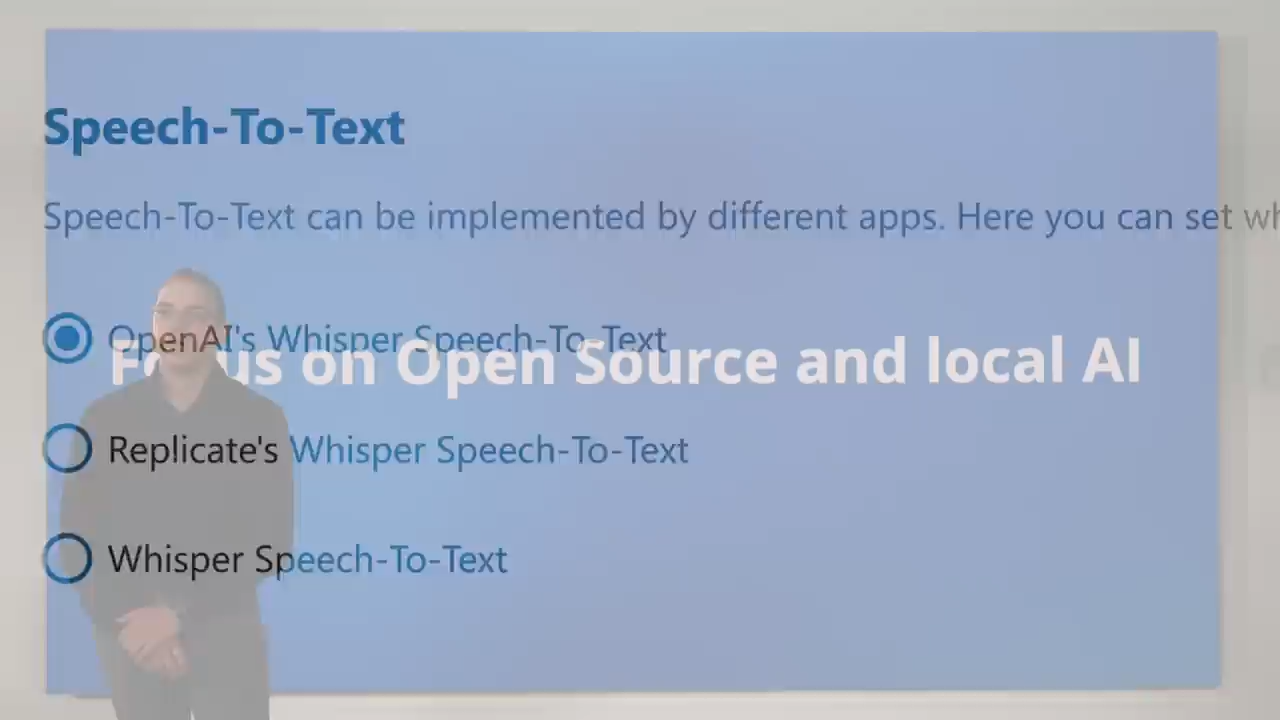 Speech-To-Text
Speech-To-Text can be implemented by different apps. Here you can set
OpenAI's Whisper Speech-To-Text
Focus on Open Source and local AI
Replicate's Whisper Speech-To-Text
Whisper Speech-To-Text